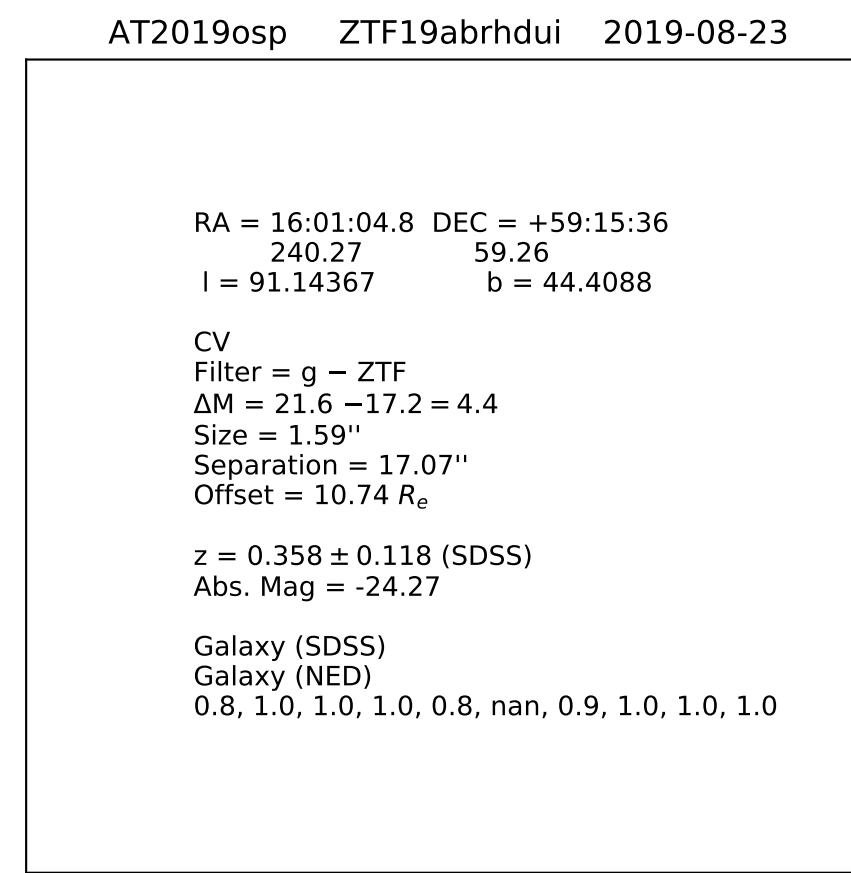 AT2019osp ZTF19abrhdui 2019-08-23
RA = 16:01:04.8 DEC = +59:15:36
240.27 59.26
l = 91.14367 b = 44.4088
CV
Filter = g − ZTF
ΔM = 21.6 −17.2 = 4.4
Size = 1.59''
Separation = 17.07''
Offset = 10.74 Rₑ
z = 0.358 ± 0.118 (SDSS)
Abs. Mag = -24.27
Galaxy (SDSS)
Galaxy (NED)
0.8, 1.0, 1.0, 1.0, 0.8, nan, 0.9, 1.0, 1.0, 1.0